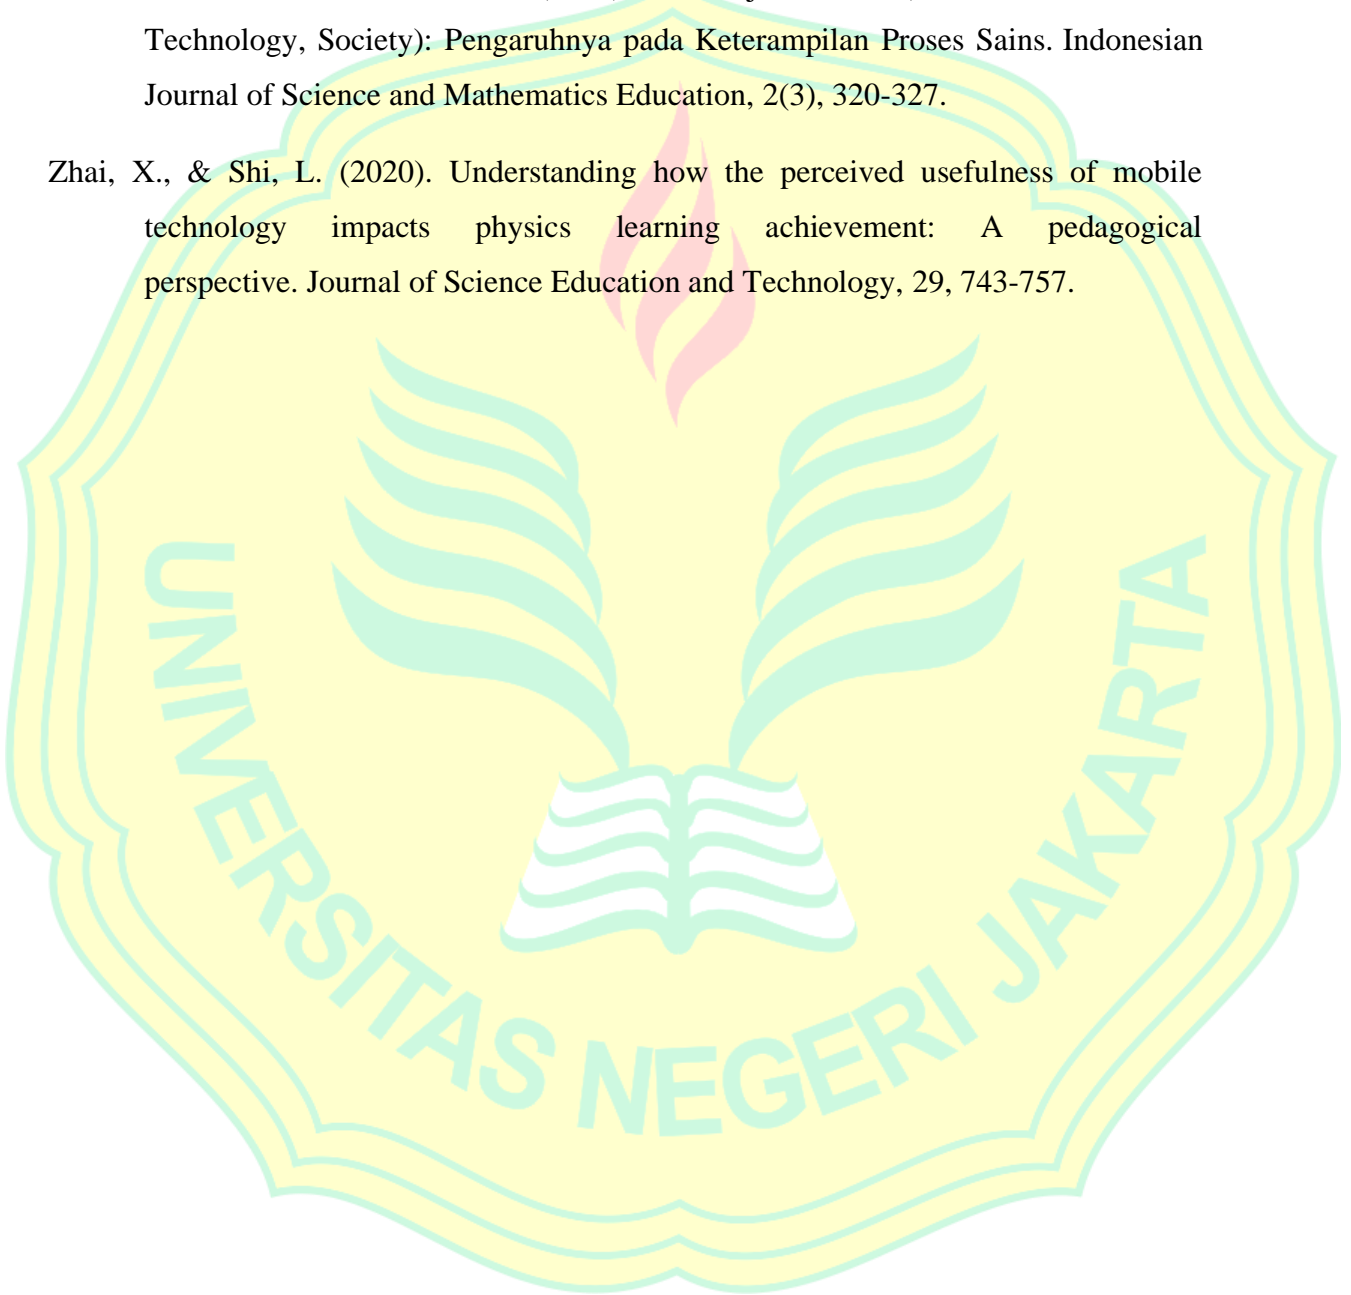 Technology, Society): Pengaruhnya pada Keterampilan Proses Sains. Indonesian
Journal of Science and Mathematics Education, 2(3), 320-327.
Zhai, X., & Shi, L. (2020). Understanding how the perceived usefulness of mobile
technology impacts physics learning achievement: A pedagogical
perspective. Journal of Science Education and Technology, 29, 743-757.
UNIVERSITAS NEGERI JAKARTA